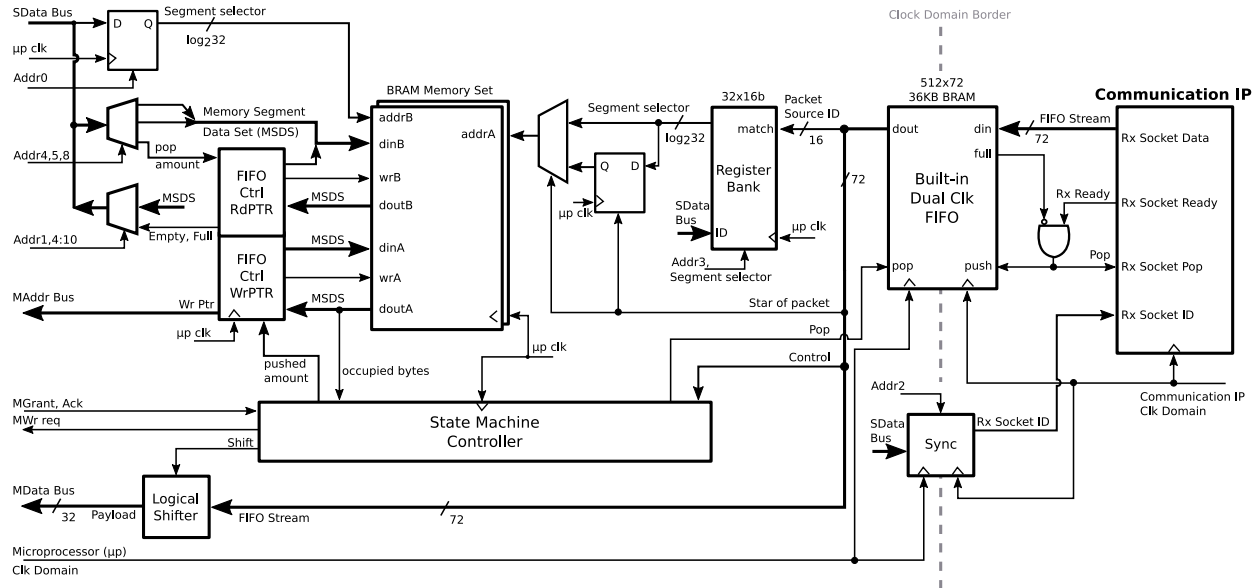 SData Bus
D
Q
Segment selector
log₂32
μp clk
Addr0
Clock Domain Border
BRAM Memory Set
addrB
addrA
dinB
wrB
doutB
dinA
wrA
doutA
Memory Segment
Data Set (MSDS)
Addr4,5,8
pop
amount
FIFO
Ctrl
RdPTR
MSDS
MSDS
Empty, Full
Addr1,4:10
FIFO
Ctrl
WrPTR
MSDS
MSDS
MAddr Bus
Wr Ptr
μp clk
pushed
amount
occupied bytes
μp clk
Segment selector
log₂32
Q
D
μp clk
32x16b
match
Register
Bank
ID
SData
Bus
μp clk
Addr3,
Segment selector
Packet
Source ID
16
72
512x72
36KB BRAM
dout
din
full
Built-in
Dual Clk
FIFO
pop
push
FIFO Stream
72
Rx Ready
Pop
Communication IP
Rx Socket Data
Rx Socket Ready
Rx Socket Pop
Rx Socket ID
Star of packet
Pop
Control
Communication IP
Clk Domain
Addr2
SData
Bus
Sync
Rx Socket ID
MGrant, Ack
MWr req
Shift
State Machine
Controller
MData Bus
32
Payload
Logical
Shifter
FIFO Stream
72
Microprocessor (μp)
Clk Domain